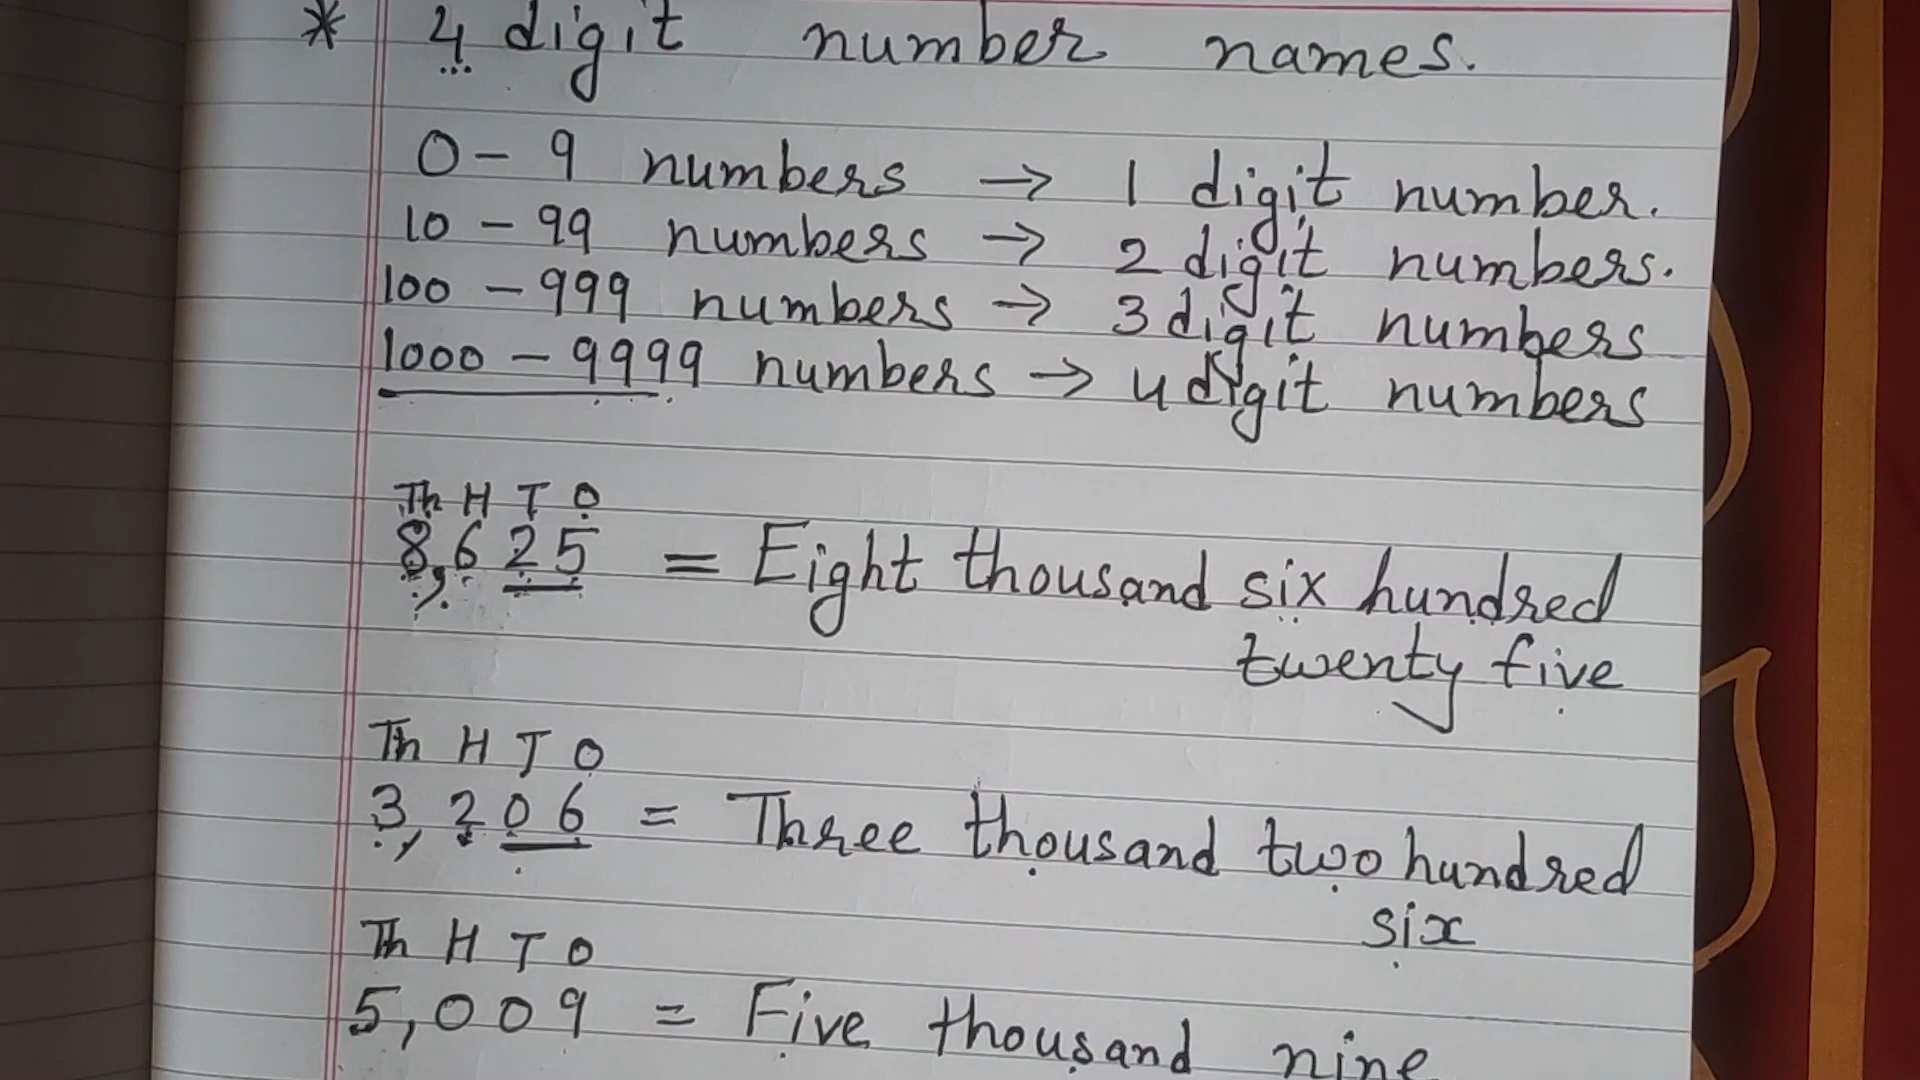 * 4 digit number names.
0 - 9 numbers → 1 digit number.
10 - 99 numbers → 2 digit numbers.
100 - 999 numbers → 3 digit numbers
1000 - 9999 numbers → 4 digit numbers
Th H T O
8,625 = Eight thousand six hundred
twenty five
Th H T O
3,206 = Three thousand two hundred
six
Th H T O
5,009 = Five thousand nine